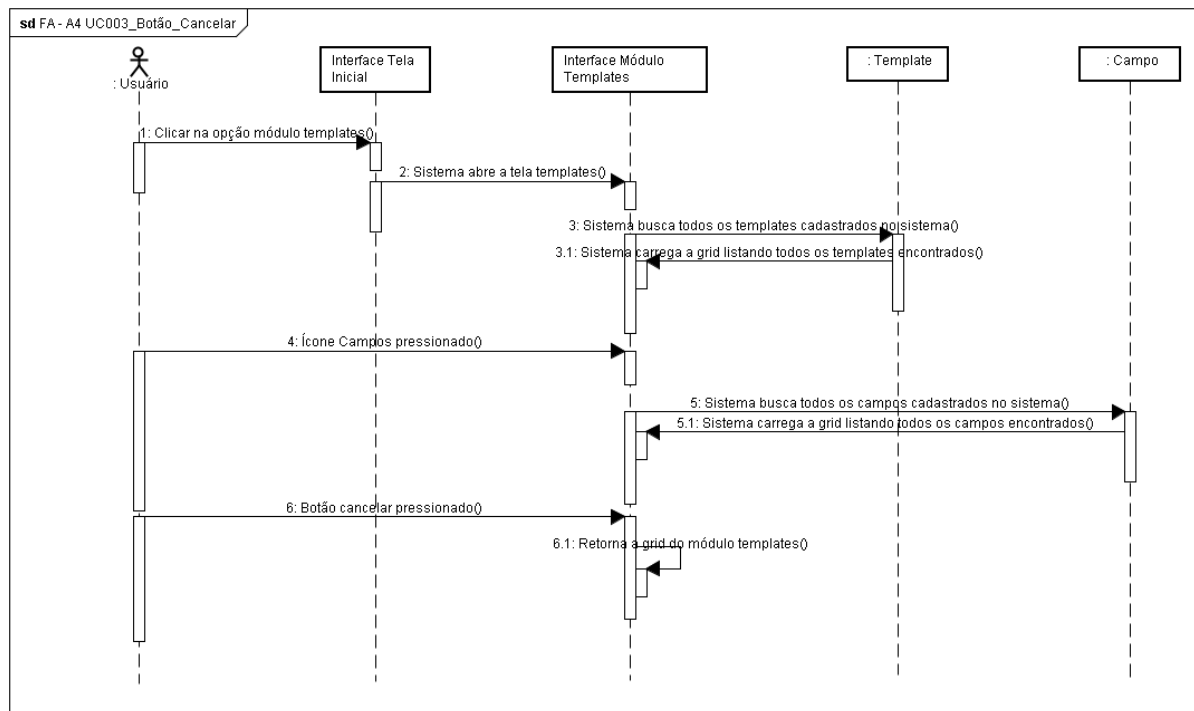 sd FA - A4 UC003_Botão_Cancelar
: Usuário
Interface Tela
Inicial
Interface Módulo
Templates
: Template
: Campo
1: Clicar na opção módulo templates()
2: Sistema abre a tela templates()
3: Sistema busca todos os templates cadastrados no sistema()
3.1: Sistema carrega a grid listando todos os templates encontrados()
4: Ícone Campos pressionado()
5: Sistema busca todos os campos cadastrados no sistema()
5.1: Sistema carrega a grid listando todos os campos encontrados()
6: Botão cancelar pressionado()
6.1: Retorna a grid do módulo templates()